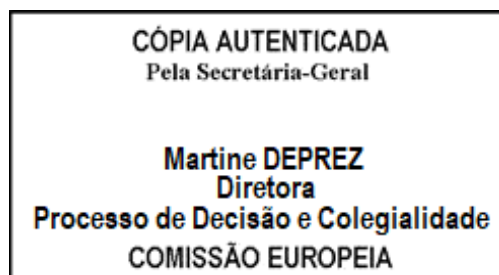 CÓPIA AUTENTICADA
Pela Secretária-Geral
Martine DEPREZ
Diretora
Processo de Decisão e Colegialidade
COMISSÃO EUROPEIA